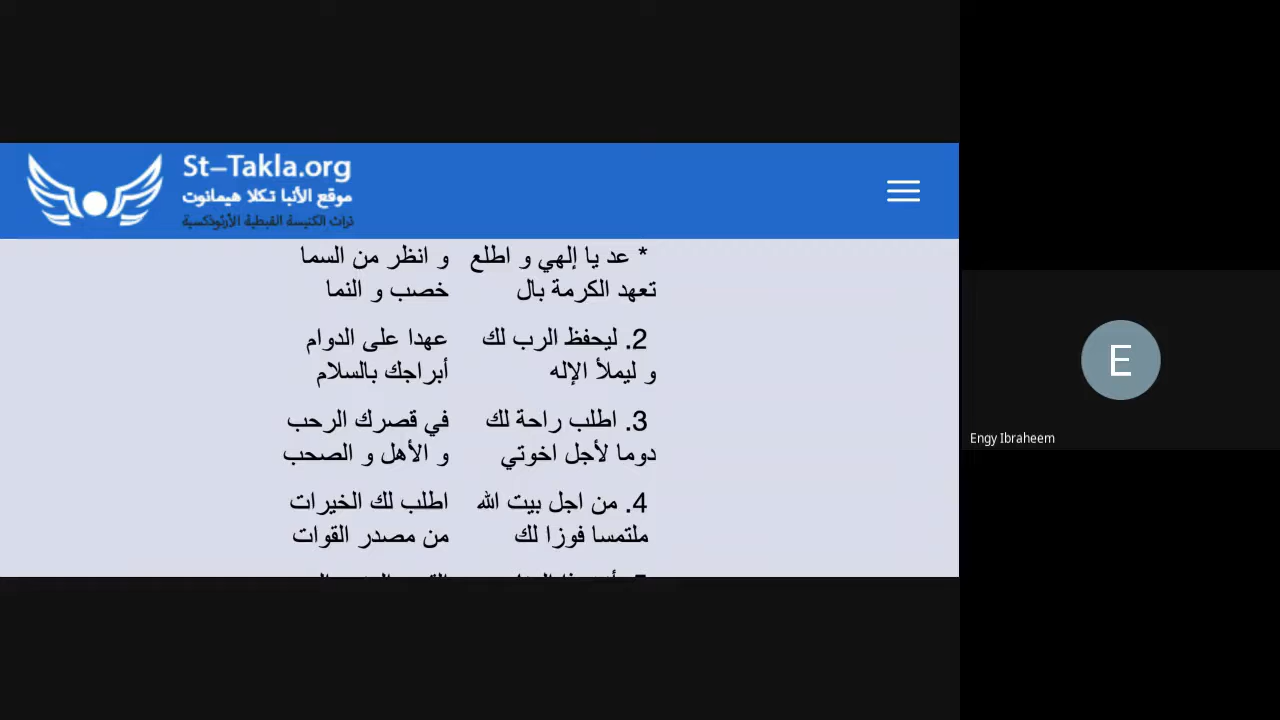 St-Takla.org
موقع الأنبا تكلا هيمانوت
تراث الكنيسة القبطية الأرثوذكسية
* عد يا إلهي و اطلع و انظر من السما
تعهد الكرمة بال خصب و النما
2. ليحفظ الرب لك عهدا على الدوام
و ليملأ الإله أبراجك بالسلام
3. اطلب راحة لك في قصرك الرحب
دوما لأجل اخوتي و الأهل و الصحب
4. من اجل بيت الله اطلب لك الخيرات
ملتمسا فوزا لك من مصدر القوات
E
Engy Ibraheem